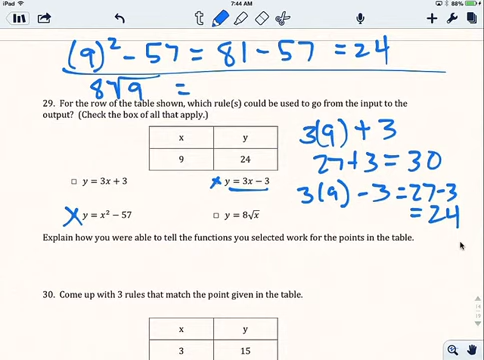 iPad
7:44 AM
88%
(9)² − 57 = 81 − 57 = 24
8√9 =
29. For the row of the table shown, which rule(s) could be used to go from the input to the
output? (Check the box of all that apply.)
x y
9 24
3(9) + 3
27 + 3 = 30
3(9) − 3 = 27 − 3
= 24
□ y = 3x + 3
x y = 3x − 3
X y = x² − 57
□ y = 8√x
Explain how you were able to tell the functions you selected work for the points in the table.
30. Come up with 3 rules that match the point given in the table.
x y
3 15